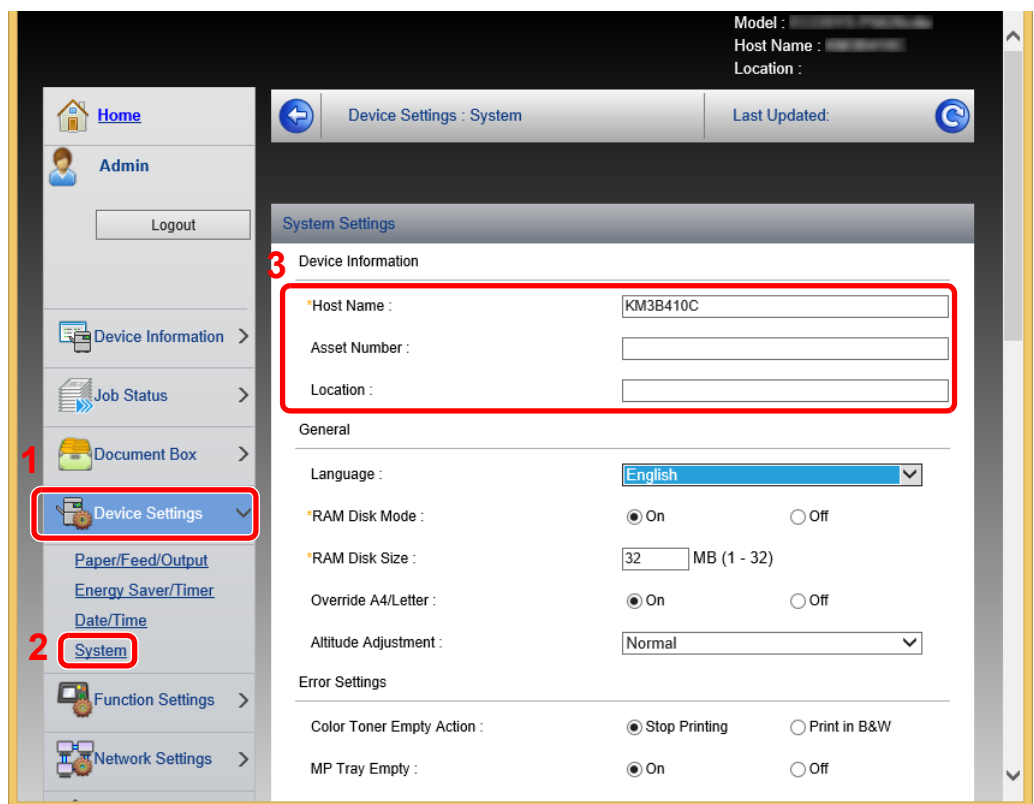 Model :
Host Name :
Location :
Home
Admin
Logout
Device Information
Job Status
Document Box
1
Device Settings
Paper/Feed/Output
Energy Saver/Timer
Date/Time
2 System
Function Settings
Network Settings
Device Settings : System
Last Updated:
System Settings
3 Device Information
*Host Name : KM3B410C
Asset Number :
Location :
General
Language : English
*RAM Disk Mode : On Off
*RAM Disk Size : 32 MB (1 - 32)
Override A4/Letter : On Off
Altitude Adjustment : Normal
Error Settings
Color Toner Empty Action : Stop Printing Print in B&W
MP Tray Empty : On Off